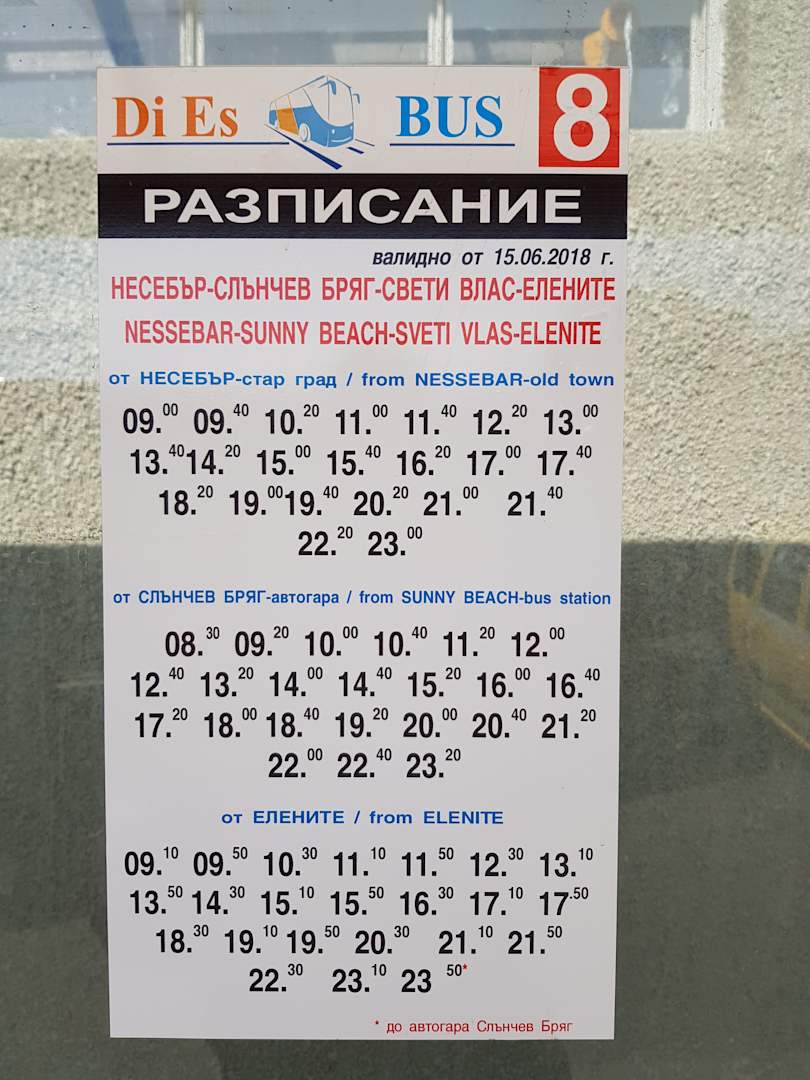 Di Es BUS 8
РАЗПИСАНИЕ
валидно от 15.06.2018 г.
НЕСЕБЪР-СЛЪНЧЕВ БРЯГ-СВЕТИ ВЛАС-ЕЛЕНИТЕ
NESSEBAR-SUNNY BEACH-SVETI VLAS-ELENITE
от НЕСЕБЪР-стар град / from NESSEBAR-old town
09.00 09.40 10.20 11.00 11.40 12.20 13.00
13.40 14.20 15.00 15.40 16.20 17.00 17.40
18.20 19.00 19.40 20.20 21.00 21.40
22.20 23.00
от СЛЪНЧЕВ БРЯГ-автогара / from SUNNY BEACH-bus station
08.30 09.20 10.00 10.40 11.20 12.00
12.40 13.20 14.00 14.40 15.20 16.00 16.40
17.20 18.00 18.40 19.20 20.00 20.40 21.20
22.00 22.40 23.20
от ЕЛЕНИТЕ / from ELENITE
09.10 09.50 10.30 11.10 11.50 12.30 13.10
13.50 14.30 15.10 15.50 16.30 17.10 17.50
18.30 19.10 19.50 20.30 21.10 21.50
22.30 23.10 23 50*
* до автогара Слънчев Бряг